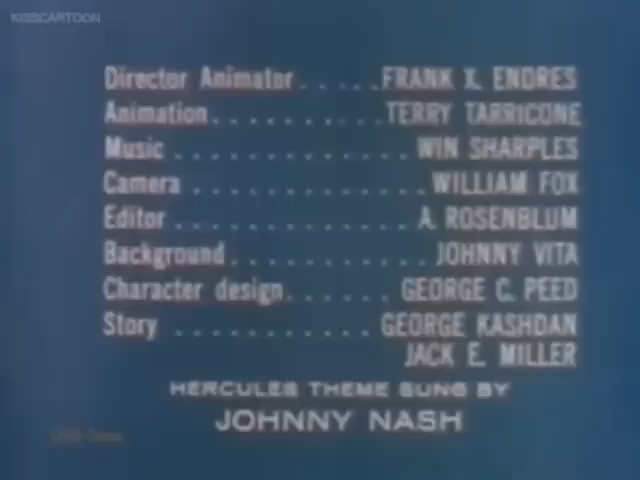 KISSCARTOON
Director Animator. . . . . FRANK X. ENDRES
Animation. . . . . . . . . . TERRY TARRICONE
Music . . . . . . . . . . . . . WIN SHARPLES
Camera . . . . . . . . . . . . . WILLIAM FOX
Editor . . . . . . . . . . . . . A. ROSENBLUM
Background. . . . . . . . . . . JOHNNY VITA
Character design. . . . . . GEORGE C. PEED
Story . . . . . . . . . . . GEORGE KASHDAN
JACK E. MILLER
HERCULES THEME SUNG BY
JOHNNY NASH